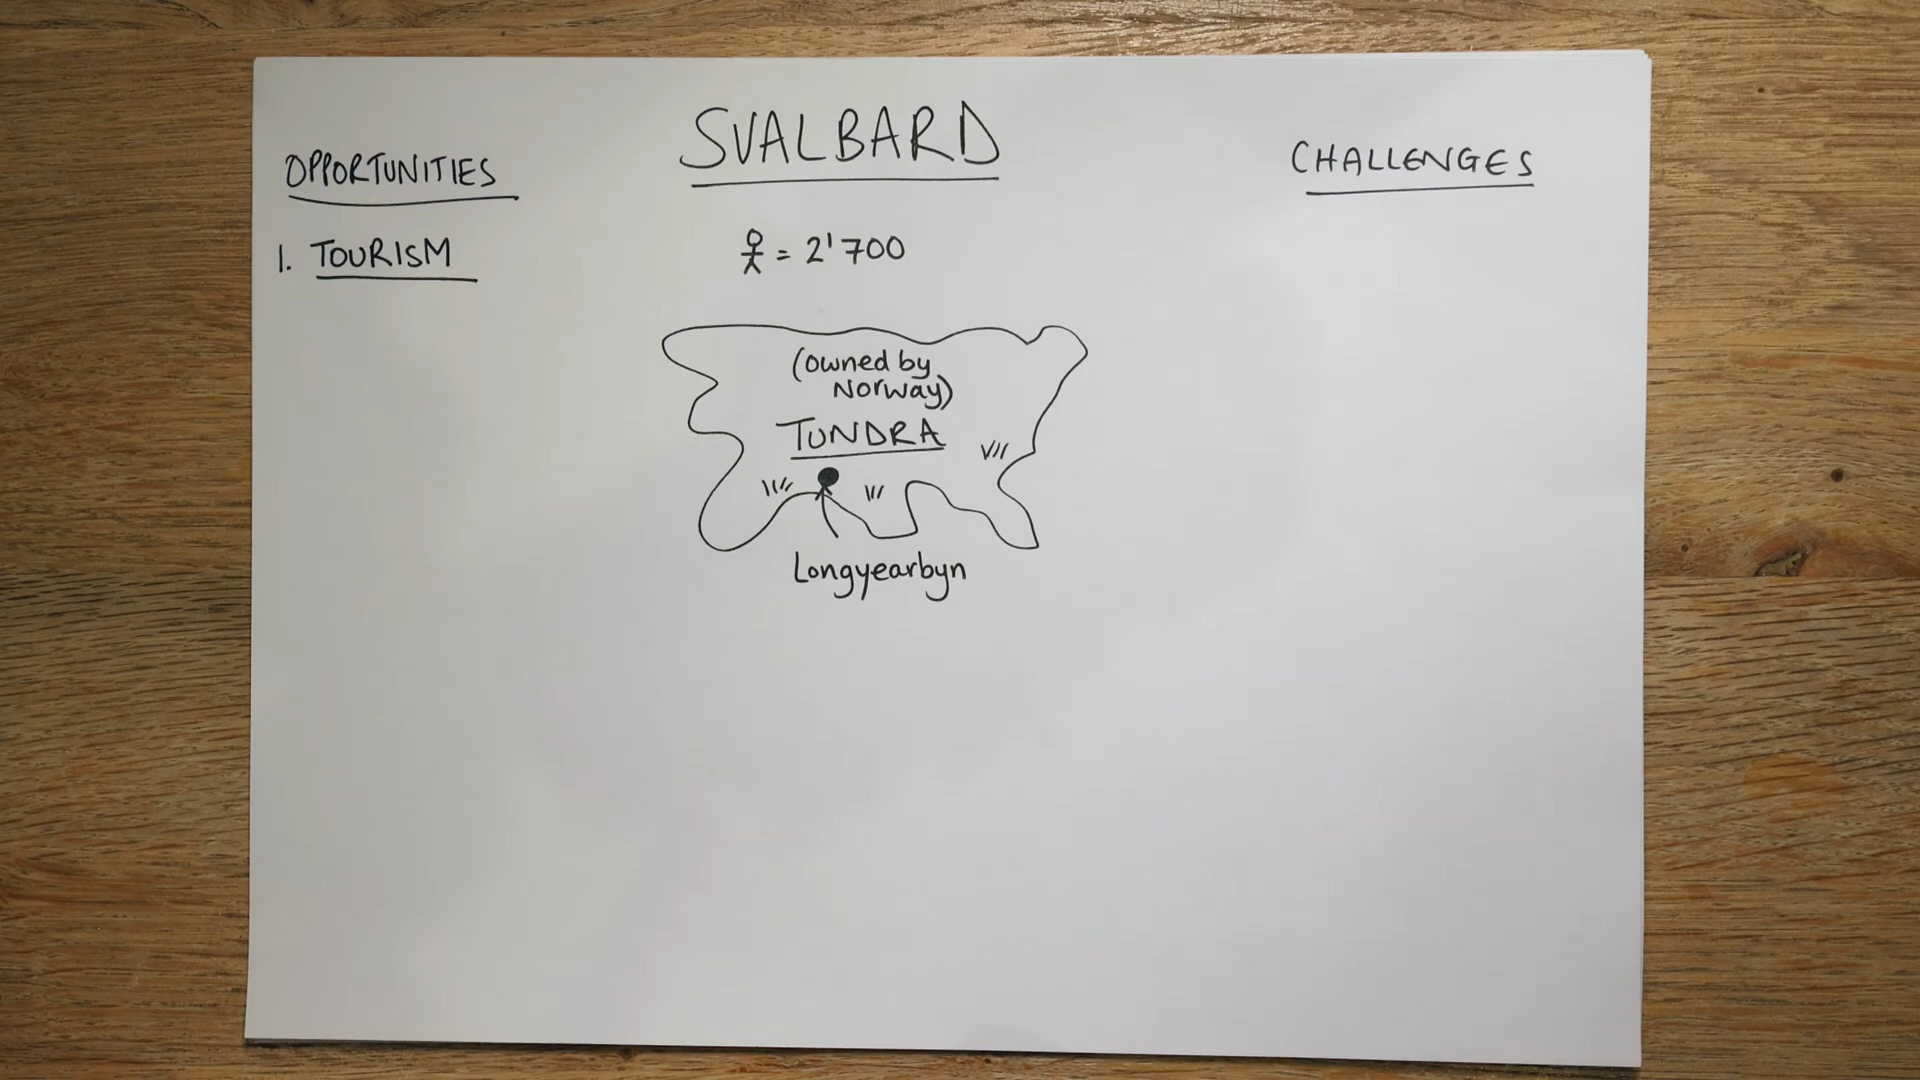 SVALBARD
OPPORTUNITIES
CHALLENGES
1. TOURISM
= 2'700
(owned by
Norway)
TUNDRA
Longyearbyn